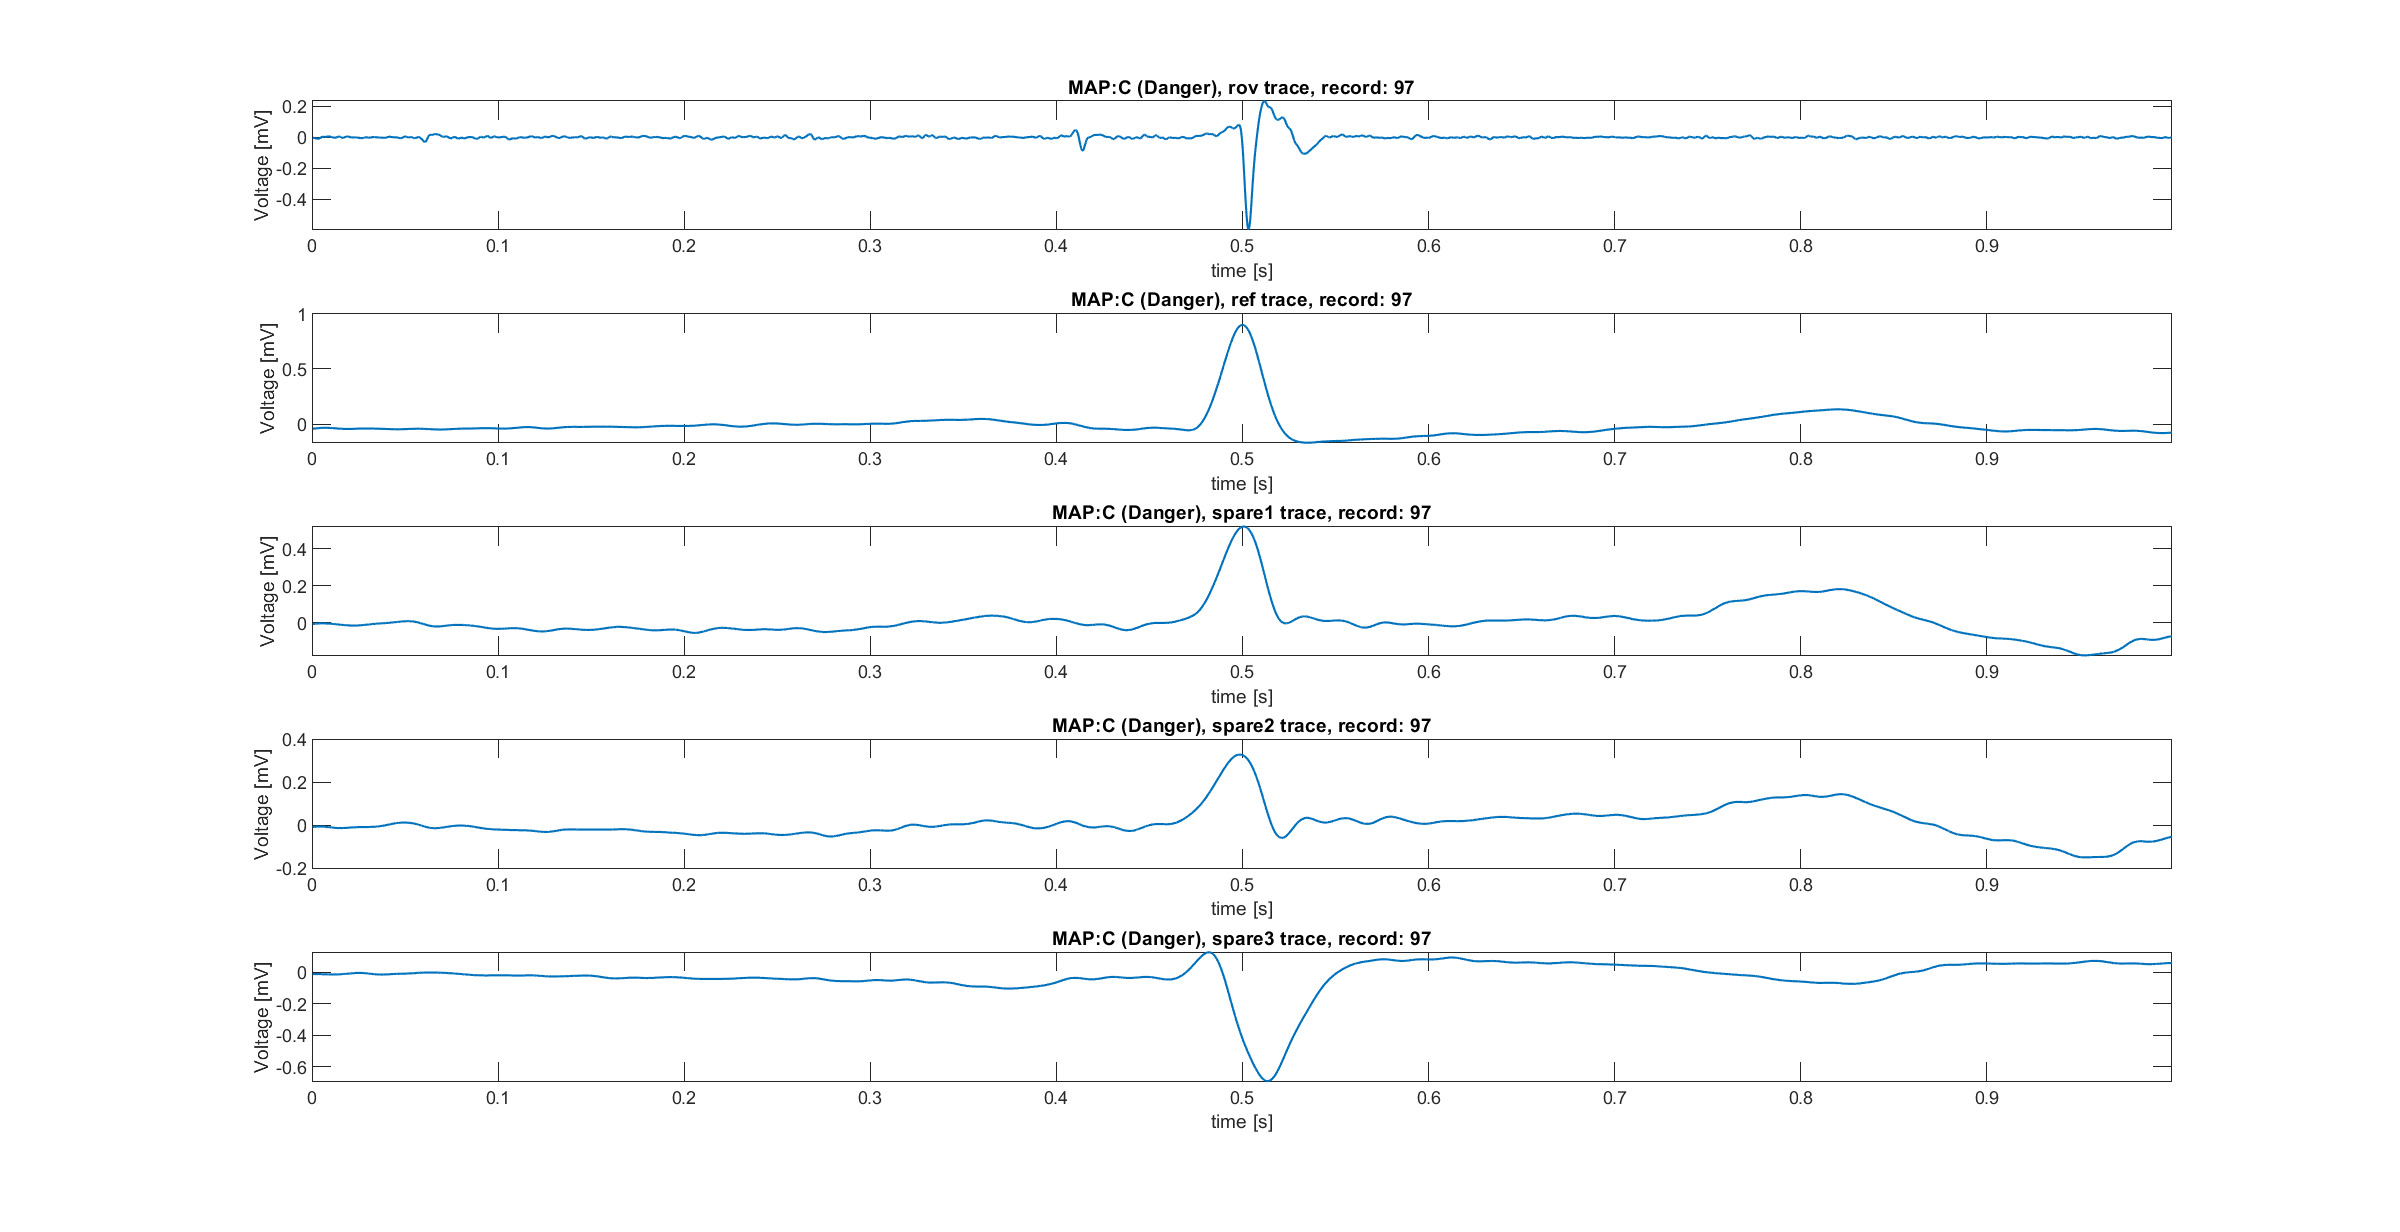 MAP:C (Danger), rov trace, record: 97
Voltage [mV]
0.2
0
-0.2
-0.4
0 0.1 0.2 0.3 0.4 0.5 0.6 0.7 0.8 0.9
time [s]
MAP:C (Danger), ref trace, record: 97
Voltage [mV]
1
0.5
0
0 0.1 0.2 0.3 0.4 0.5 0.6 0.7 0.8 0.9
time [s]
MAP:C (Danger), spare1 trace, record: 97
Voltage [mV]
0.4
0.2
0
0 0.1 0.2 0.3 0.4 0.5 0.6 0.7 0.8 0.9
time [s]
MAP:C (Danger), spare2 trace, record: 97
Voltage [mV]
0.4
0.2
0
-0.2
0 0.1 0.2 0.3 0.4 0.5 0.6 0.7 0.8 0.9
time [s]
MAP:C (Danger), spare3 trace, record: 97
Voltage [mV]
0
-0.2
-0.4
-0.6
0 0.1 0.2 0.3 0.4 0.5 0.6 0.7 0.8 0.9
time [s]